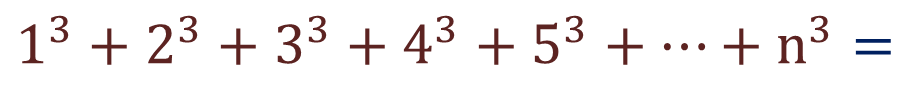 1³ + 2³ + 3³ + 4³ + 5³ + ⋯ + n³ =